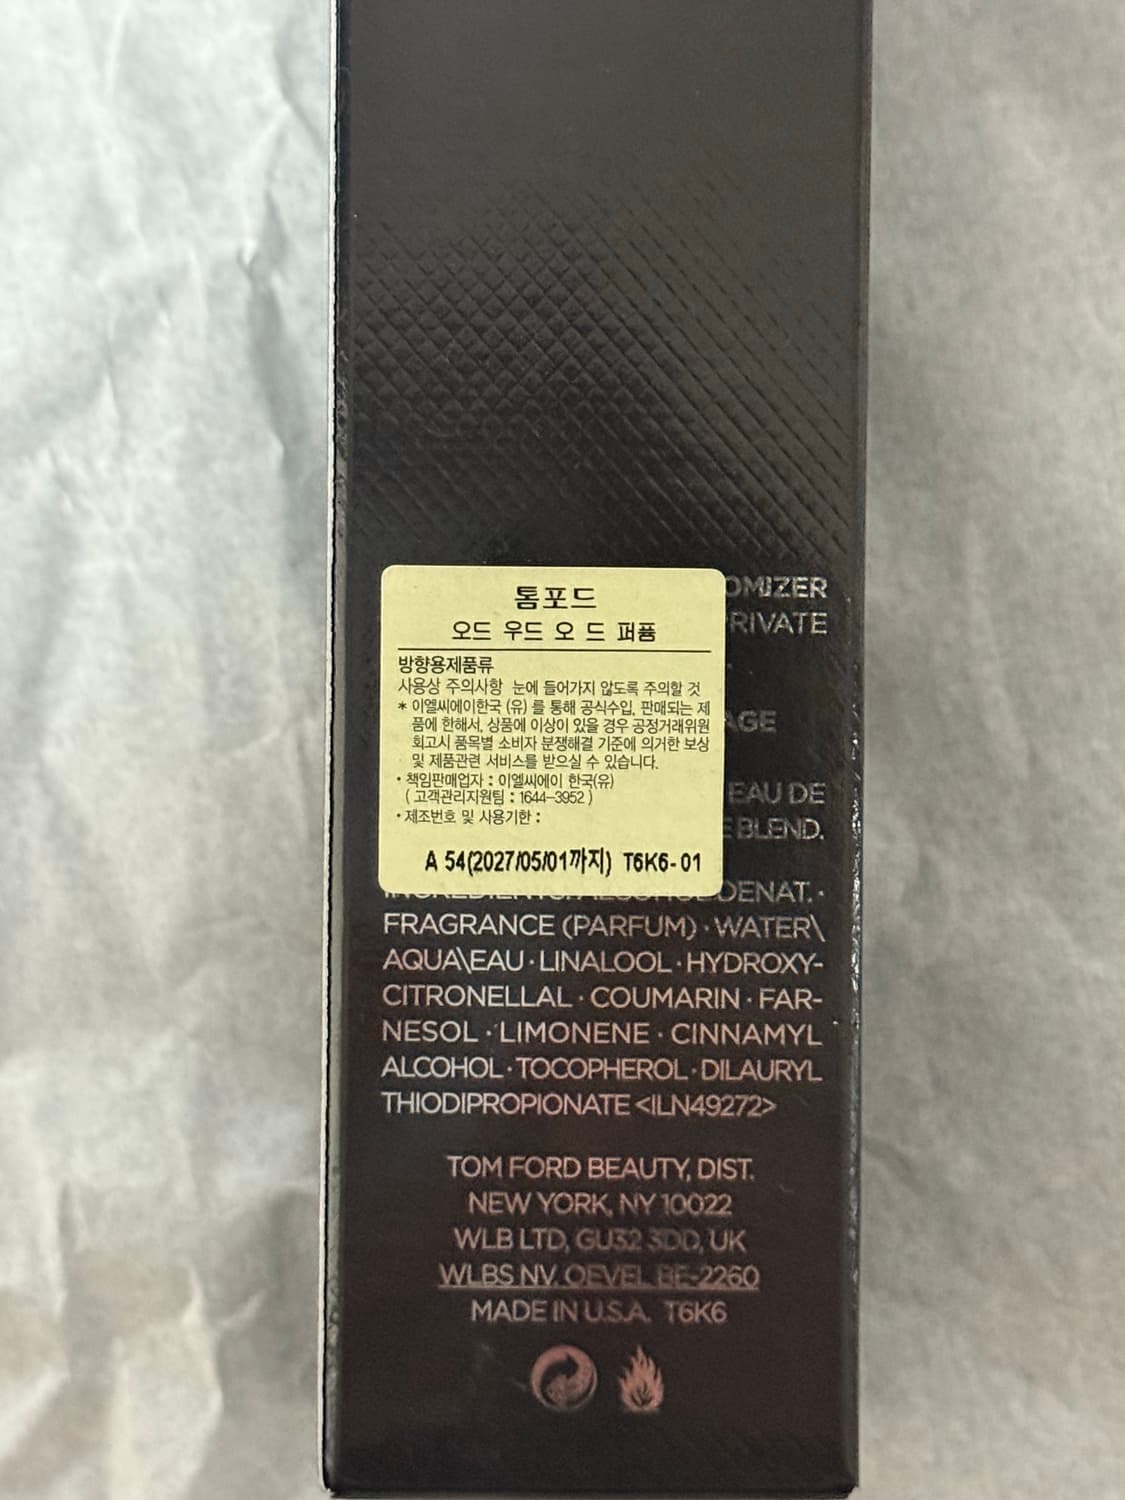 톰포드
오드 우드 오 드 퍼퓸
방향용제품류
사용상 주의사항 눈에 들어가지 않도록 주의할 것
* 이엘씨에이한국 (유) 를 통해 공식수입, 판매되는 제
품에 한해서, 상품에 이상이 있을 경우 공정거래위원
회고시 품목별 소비자 분쟁해결 기준에 의거한 보상
및 제품관련 서비스를 받으실 수 있습니다.
• 책임판매업자 : 이엘씨에이 한국(유)
( 고객관리지원팀 : 1644-3952 )
• 제조번호 및 사용기한 :
A 54(2027/05/01까지) T6K6-01
OMIZER
PRIVATE
AGE
EAU DE
E BLEND.
DENAT. ·
FRAGRANCE (PARFUM) · WATER\
AQUA\EAU · LINALOOL · HYDROXY-
CITRONELLAL · COUMARIN · FAR-
NESOL · LIMONENE · CINNAMYL
ALCOHOL · TOCOPHEROL · DILAURYL
THIODIPROPIONATE <ILN49272>
TOM FORD BEAUTY, DIST.
NEW YORK, NY 10022
WLB LTD, GU32 3DD, UK
WLBS NV, OEVEL BE-2260
MADE IN U.S.A. T6K6